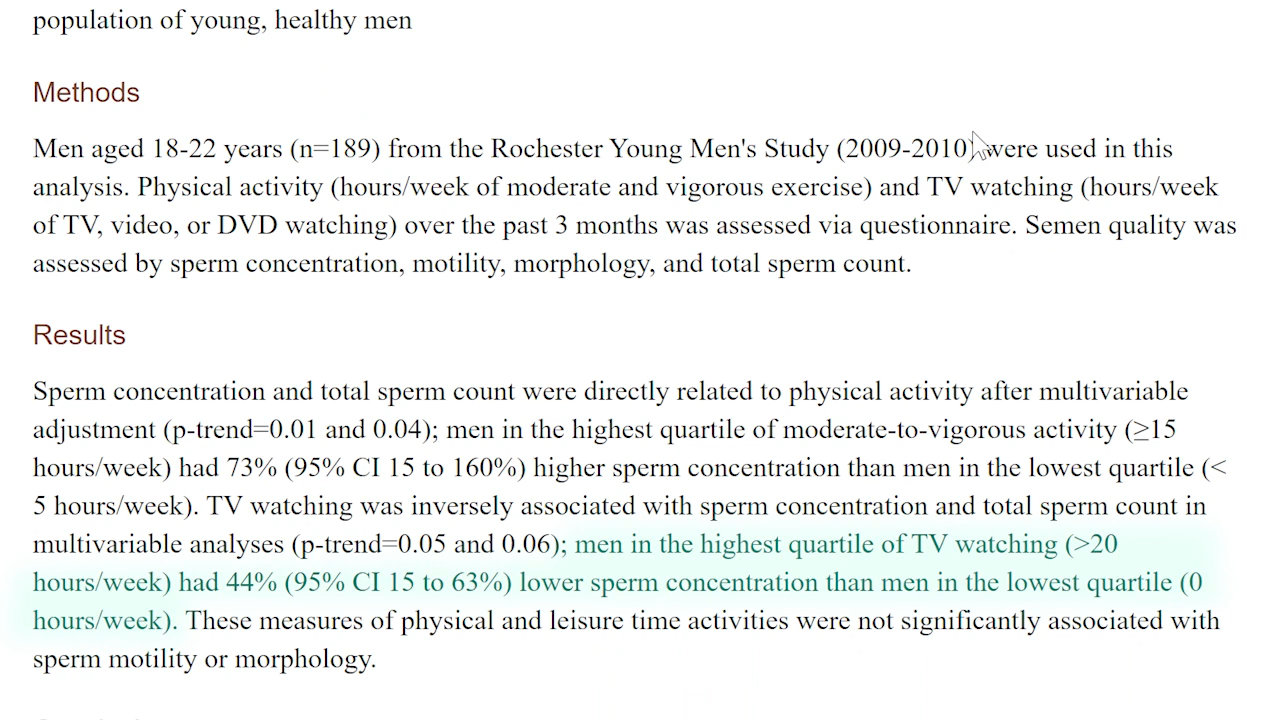 population of young, healthy men
Methods
Men aged 18-22 years (n=189) from the Rochester Young Men's Study (2009-2010) were used in this
analysis. Physical activity (hours/week of moderate and vigorous exercise) and TV watching (hours/week
of TV, video, or DVD watching) over the past 3 months was assessed via questionnaire. Semen quality was
assessed by sperm concentration, motility, morphology, and total sperm count.
Results
Sperm concentration and total sperm count were directly related to physical activity after multivariable
adjustment (p-trend=0.01 and 0.04); men in the highest quartile of moderate-to-vigorous activity (≥15
hours/week) had 73% (95% CI 15 to 160%) higher sperm concentration than men in the lowest quartile (<
5 hours/week). TV watching was inversely associated with sperm concentration and total sperm count in
multivariable analyses (p-trend=0.05 and 0.06); men in the highest quartile of TV watching (>20
hours/week) had 44% (95% CI 15 to 63%) lower sperm concentration than men in the lowest quartile (0
hours/week). These measures of physical and leisure time activities were not significantly associated with
sperm motility or morphology.